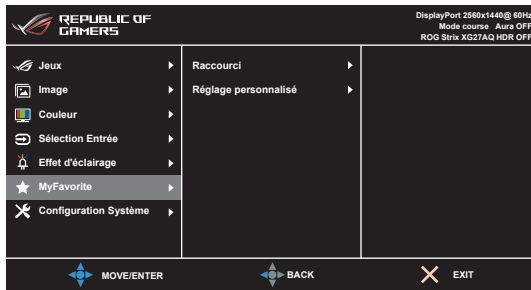 REPUBLIC OF
GAMERS
DisplayPort 2560x1440@ 60Hz
Mode course Aura OFF
ROG Strix XG27AQ HDR OFF
Jeux
Image
Couleur
Sélection Entrée
Effet d'éclairage
MyFavorite
Configuration Système
Raccourci
Réglage personnalisé
MOVE/ENTER
BACK
EXIT